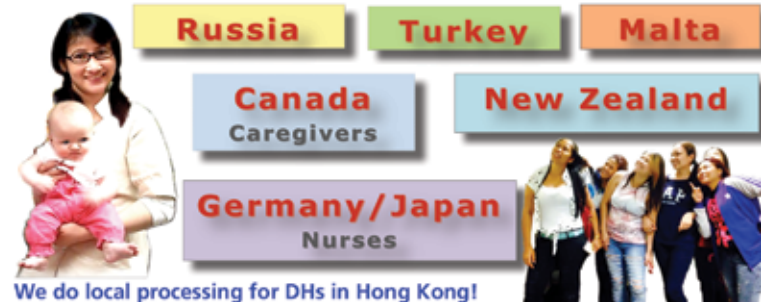 Russia
Turkey
Malta
Canada
Caregivers
New Zealand
Germany/Japan
Nurses
We do local processing for DHs in Hong Kong!